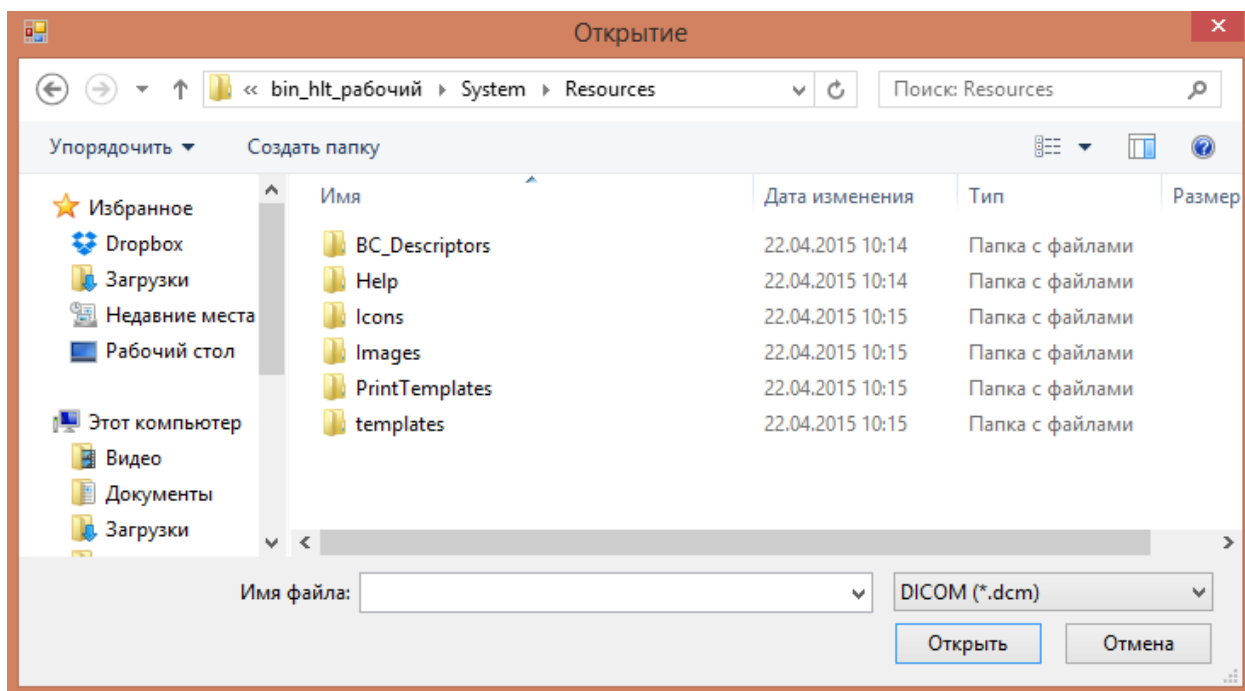 Открытие
« bin_hlt_рабочий System Resources
Поиск: Resources
Упорядочить Создать папку
Имя Дата изменения Тип Размер
Избранное
Dropbox
Загрузки
Недавние места
Рабочий стол
Этот компьютер
Видео
Документы
Загрузки
BC_Descriptors 22.04.2015 10:14 Папка с файлами
Help 22.04.2015 10:14 Папка с файлами
Icons 22.04.2015 10:15 Папка с файлами
Images 22.04.2015 10:15 Папка с файлами
PrintTemplates 22.04.2015 10:15 Папка с файлами
templates 22.04.2015 10:15 Папка с файлами
Имя файла: DICOM (*.dcm)
Открыть Отмена